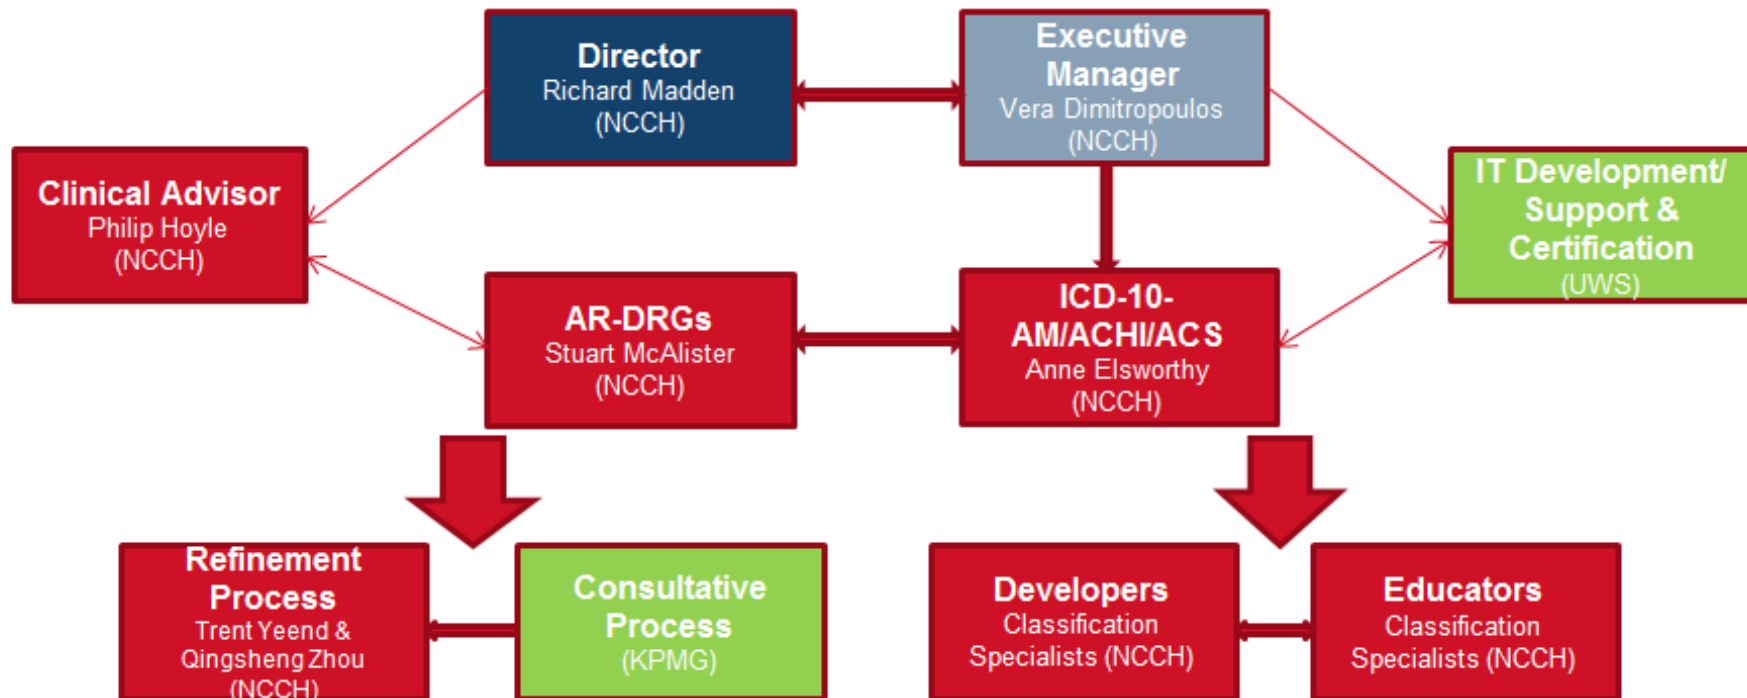 Director
Richard Madden
(NCCH)
Executive
Manager
Vera Dimitropoulos
(NCCH)
Clinical Advisor
Philip Hoyle
(NCCH)
IT Development/
Support &
Certification
(UWS)
AR-DRGs
Stuart McAlister
(NCCH)
ICD-10-
AM/ACHI/ACS
Anne Elsworthy
(NCCH)
Refinement
Process
Trent Yeend &
Qingsheng Zhou
(NCCH)
Consultative
Process
(KPMG)
Developers
Classification
Specialists (NCCH)
Educators
Classification
Specialists (NCCH)